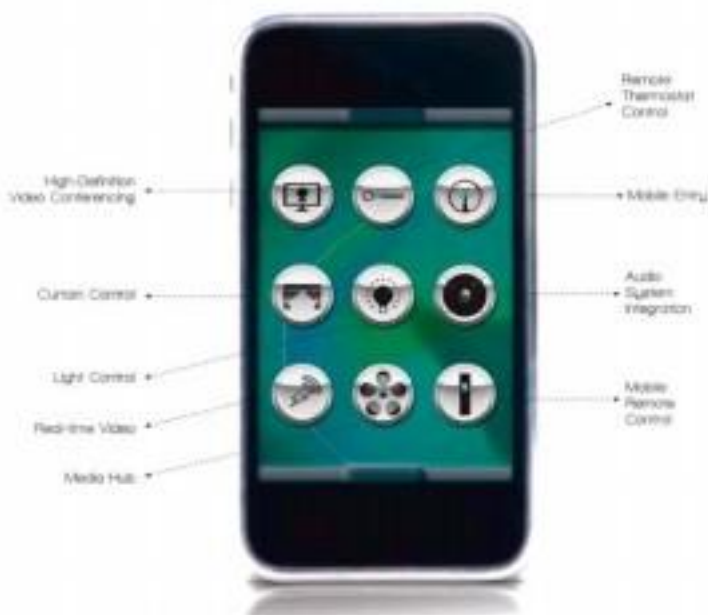 Remote
Thermostat
Control
High-Definition
Video Conferencing
Mobile Entry
Curtain Control
Audio
System
Integration
Light Control
Real-time Video
Mobile
Remote
Control
Media Hub